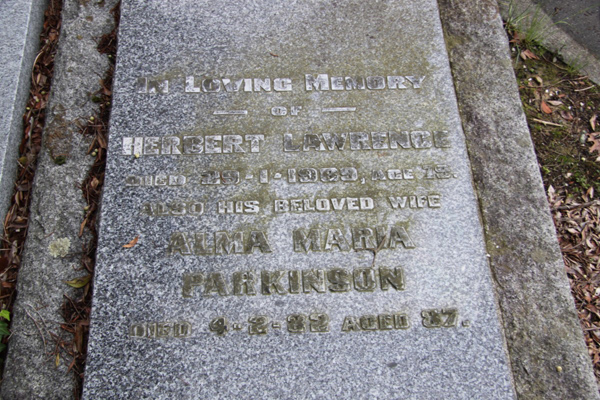 IN LOVING MEMORY
— OF —
HERBERT LAWRENCE
DIED 29-1-1969, AGE 75.
ALSO HIS BELOVED WIFE
ALMA MARIA
PARKINSON
DIED 4-2-82 AGED 87.